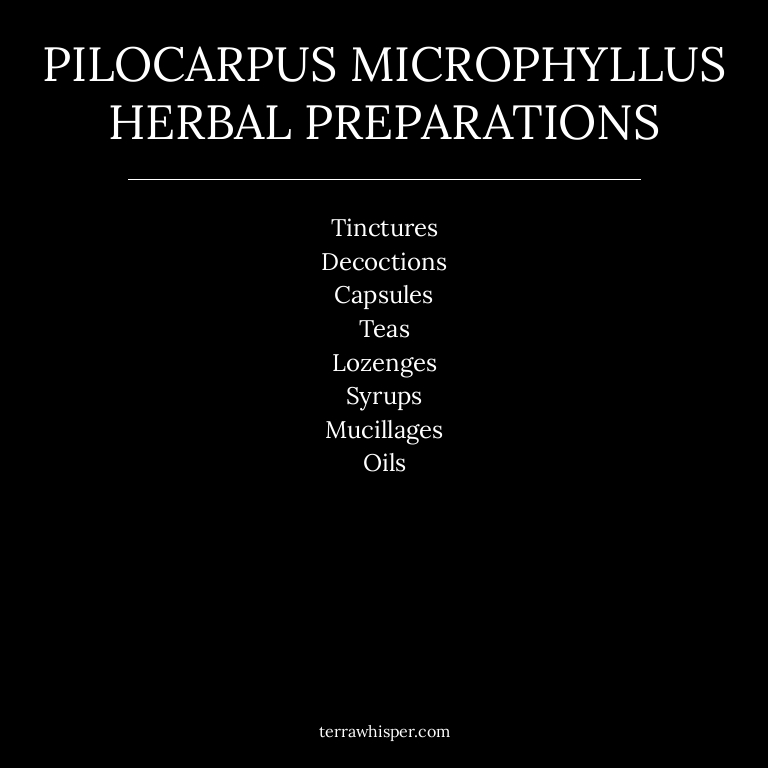 PILOCARPUS MICROPHYLLUS
HERBAL PREPARATIONS
Tinctures
Decoctions
Capsules
Teas
Lozenges
Syrups
Mucillages
Oils
terrawhisper.com